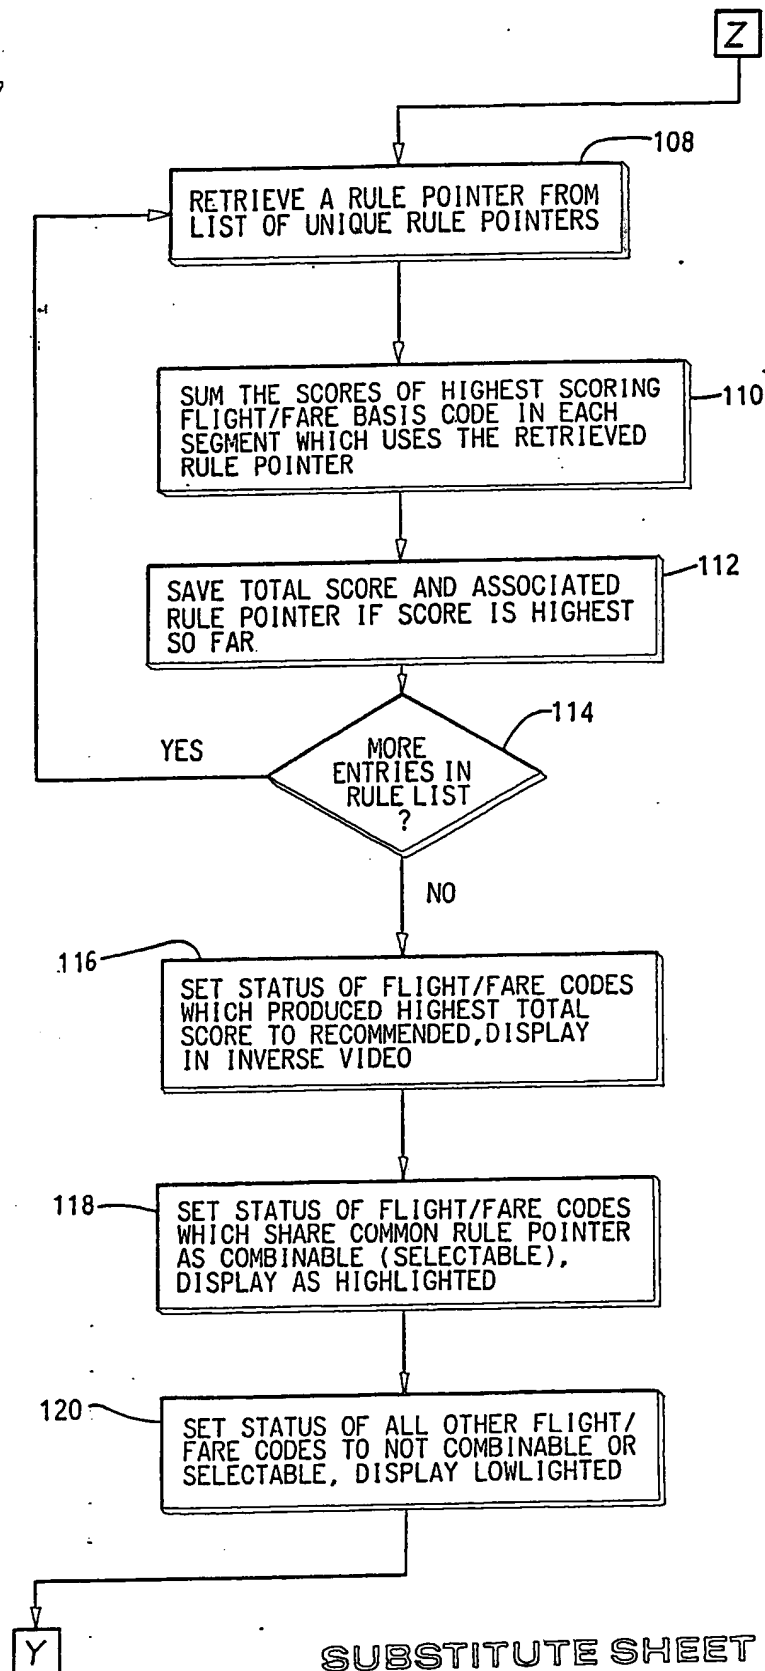 Z
108
RETRIEVE A RULE POINTER FROM
LIST OF UNIQUE RULE POINTERS
SUM THE SCORES OF HIGHEST SCORING
FLIGHT/FARE BASIS CODE IN EACH
SEGMENT WHICH USES THE RETRIEVED
RULE POINTER
110
SAVE TOTAL SCORE AND ASSOCIATED
RULE POINTER IF SCORE IS HIGHEST
SO FAR
112
114
YES
MORE
ENTRIES IN
RULE LIST
?
NO
116
SET STATUS OF FLIGHT/FARE CODES
WHICH PRODUCED HIGHEST TOTAL
SCORE TO RECOMMENDED, DISPLAY
IN INVERSE VIDEO
118
SET STATUS OF FLIGHT/FARE CODES
WHICH SHARE COMMON RULE POINTER
AS COMBINABLE (SELECTABLE),
DISPLAY AS HIGHLIGHTED
120
SET STATUS OF ALL OTHER FLIGHT/
FARE CODES TO NOT COMBINABLE OR
SELECTABLE, DISPLAY LOWLIGHTED
Y
SUBSTITUTE SHEET